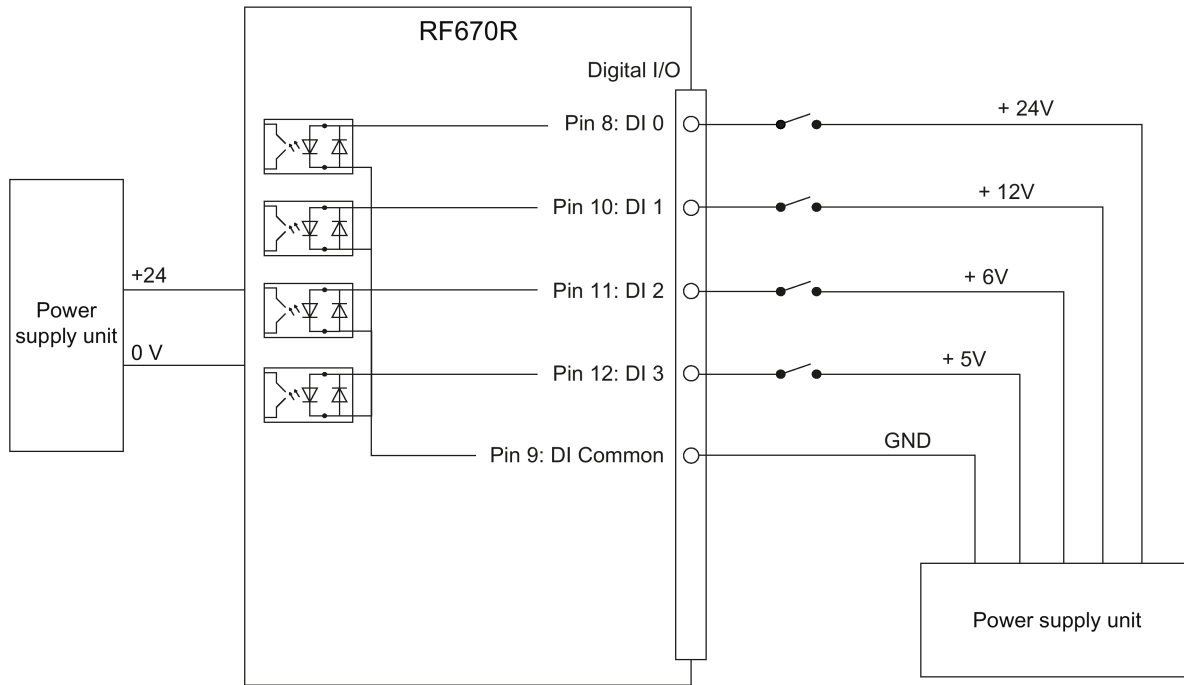 RF670R
Digital I/O
Pin 8: DI 0
+ 24V
Pin 10: DI 1
+ 12V
+24
Pin 11: DI 2
+ 6V
Power
supply unit
0 V
Pin 12: DI 3
+ 5V
Pin 9: DI Common
GND
Power supply unit